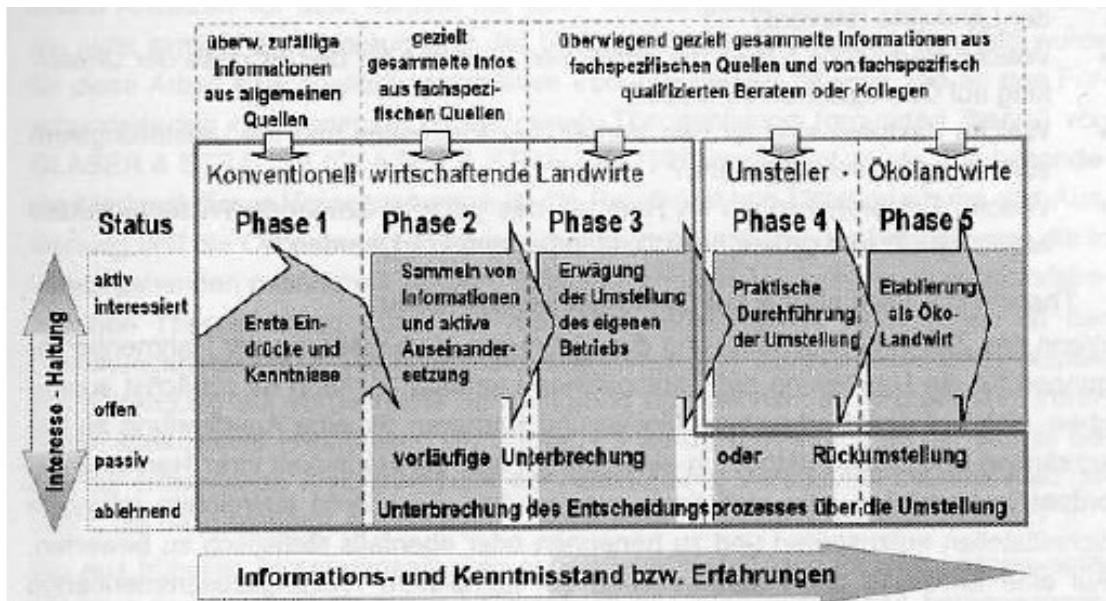 überw. zufällige
Informationen
aus allgemeinen
Quellen
gezielt
gesammelte Infos
aus fachspezi-
fischen Quellen
überwiegend gezielt gesammelte Informationen aus
fachspezifischen Quellen und von fachspezifisch
qualifizierten Beratern oder Kollegen
Konventionell wirtschaftende Landwirte
Umsteller - Ökolandwirte
Status
Phase 1
Phase 2
Phase 3
Phase 4
Phase 5
Interesse - Haltung
aktiv
interessiert
offen
passiv
ablehnend
Erste Ein-
drücke und
Kenntnisse
Sammeln von
Informationen
und aktive
Auseinander-
setzung
Erwägung
der Umstellung
des eigenen
Betriebs
Praktische
Durchführung
der Umstellung
Etablierung
als Öko-
Landwirt
vorläufige Unterbrechung oder Rückumstellung
Unterbrechung des Entscheidungsprozesses über die Umstellung
Informations- und Kenntnisstand bzw. Erfahrungen